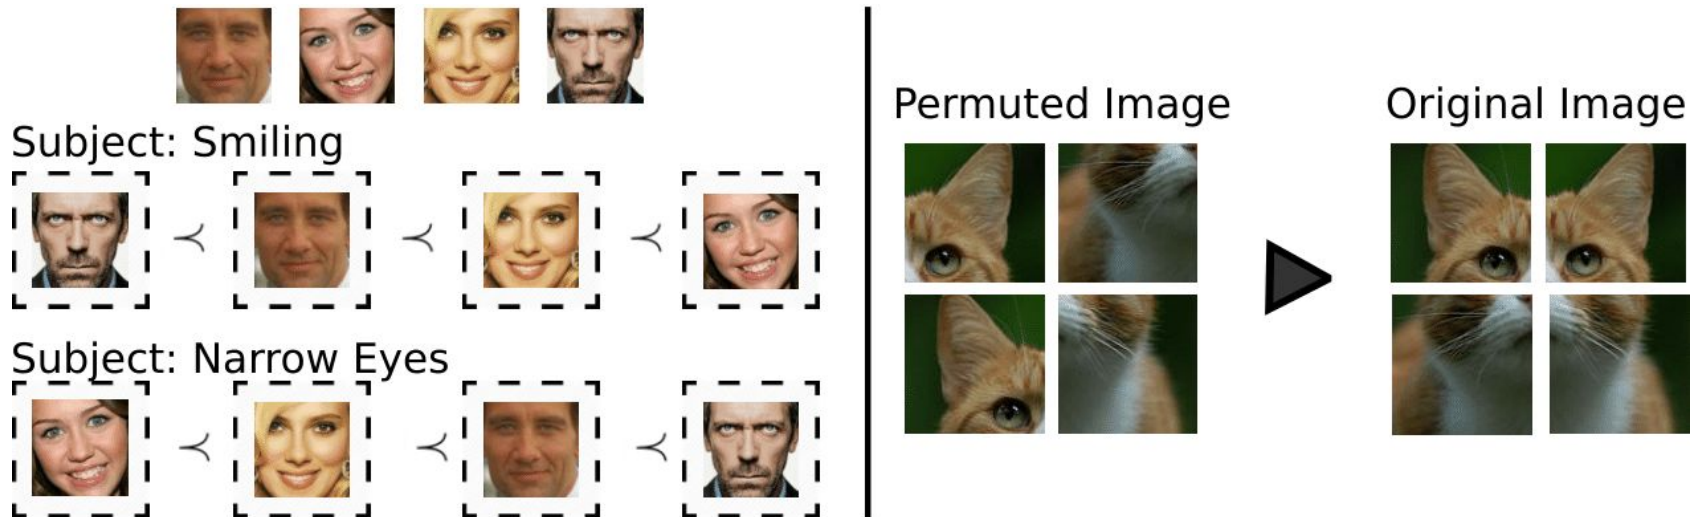 Subject: Smiling
Subject: Narrow Eyes
Permuted Image
Original Image